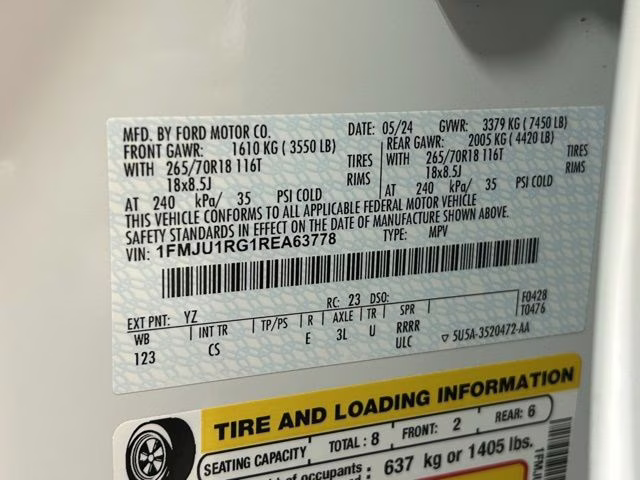 MFD. BY FORD MOTOR CO. DATE: 05/24 GVWR: 3379 KG ( 7450 LB)
FRONT GAWR: 1610 KG ( 3550 LB) REAR GAWR: 2005 KG ( 4420 LB)
WITH 265/70R18 116T TIRES WITH 265/70R18 116T TIRES
18x8.5J RIMS 18x8.5J RIMS
AT 240 kPa/ 35 PSI COLD AT 240 kPa/ 35 PSI COLD
THIS VEHICLE CONFORMS TO ALL APPLICABLE FEDERAL MOTOR VEHICLE
SAFETY STANDARDS IN EFFECT ON THE DATE OF MANUFACTURE SHOWN ABOVE.
VIN: 1FMJU1RG1REA63778 TYPE: MPV
EXT PNT: YZ RC: 23 DSO: F0428
WB INT TR TP/PS R AXLE TR SPR T0476
123 CS E 3L U RRRR
ULC ▽ 5U5A-3520472-AA
TIRE AND LOADING INFORMATION
SEATING CAPACITY TOTAL : 8 FRONT: 2 REAR: 6
of occupants : 637 kg or 1405 lbs.
1FMJU